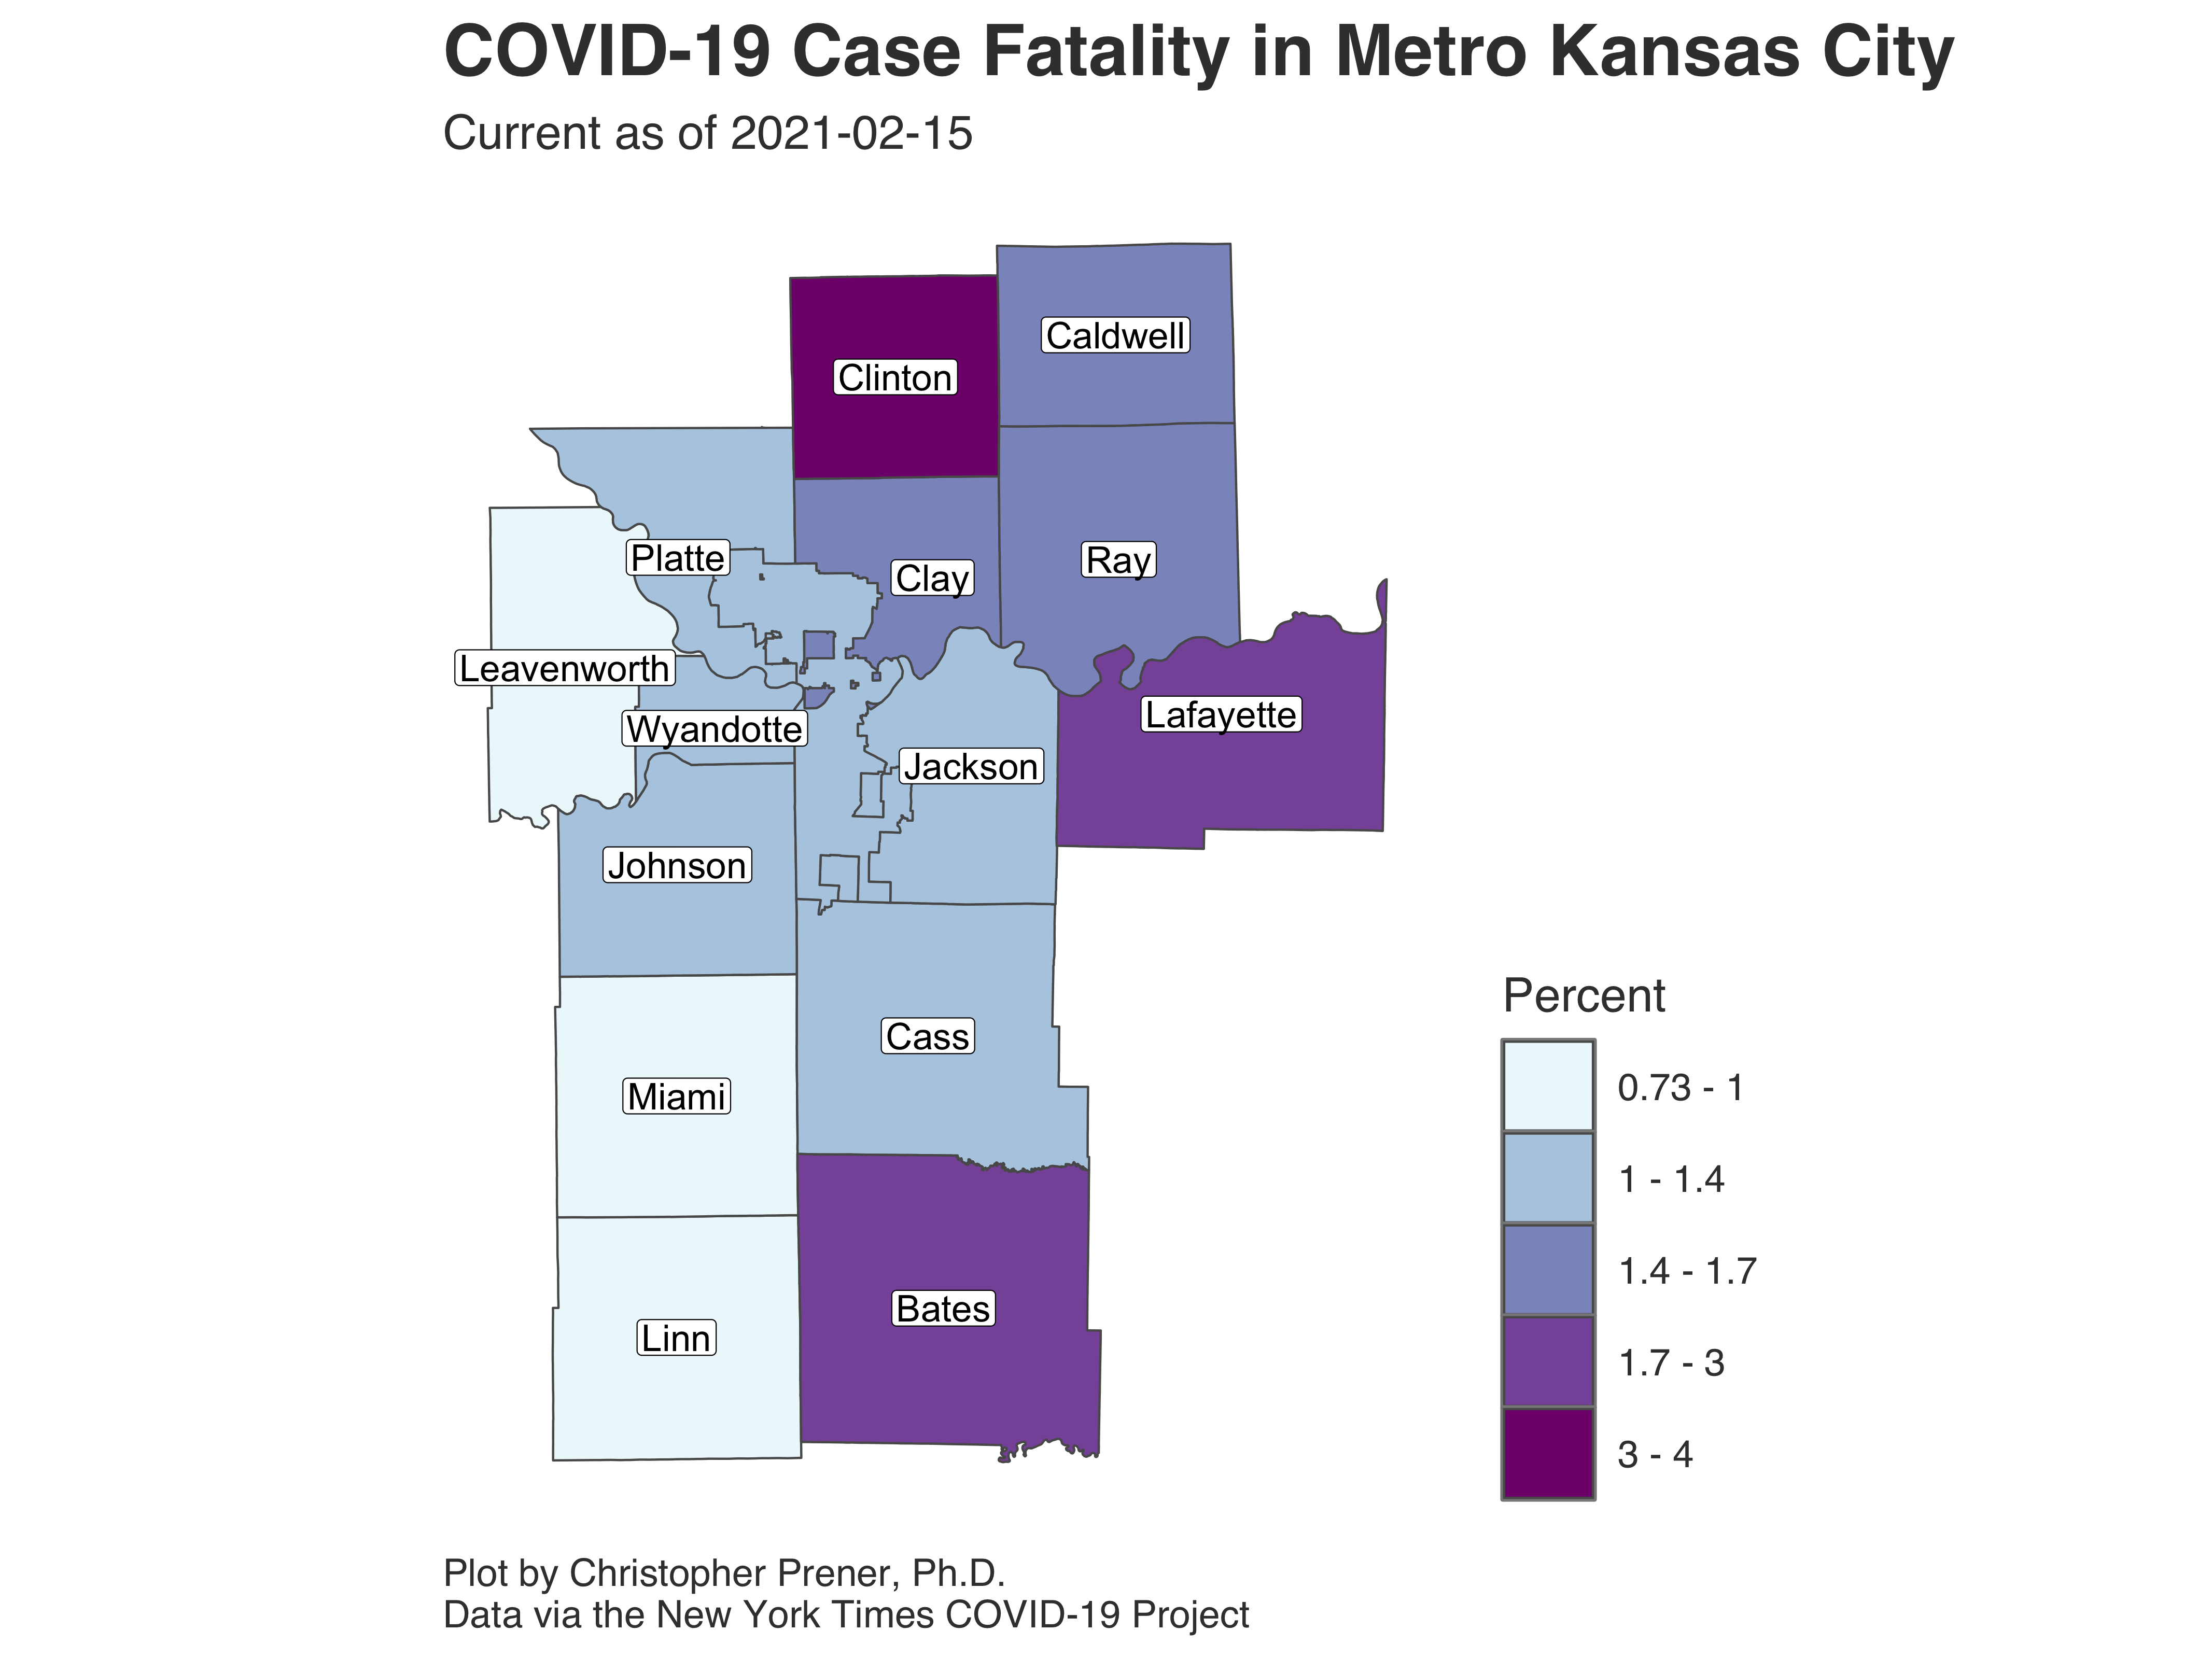 COVID-19 Case Fatality in Metro Kansas City
Current as of 2021-02-15
Caldwell
Clinton
Platte
Clay
Ray
Leavenworth
Wyandotte
Lafayette
Jackson
Johnson
Cass
Miami
Bates
Linn
Percent
0.73 - 1
1 - 1.4
1.4 - 1.7
1.7 - 3
3 - 4
Plot by Christopher Prener, Ph.D.
Data via the New York Times COVID-19 Project